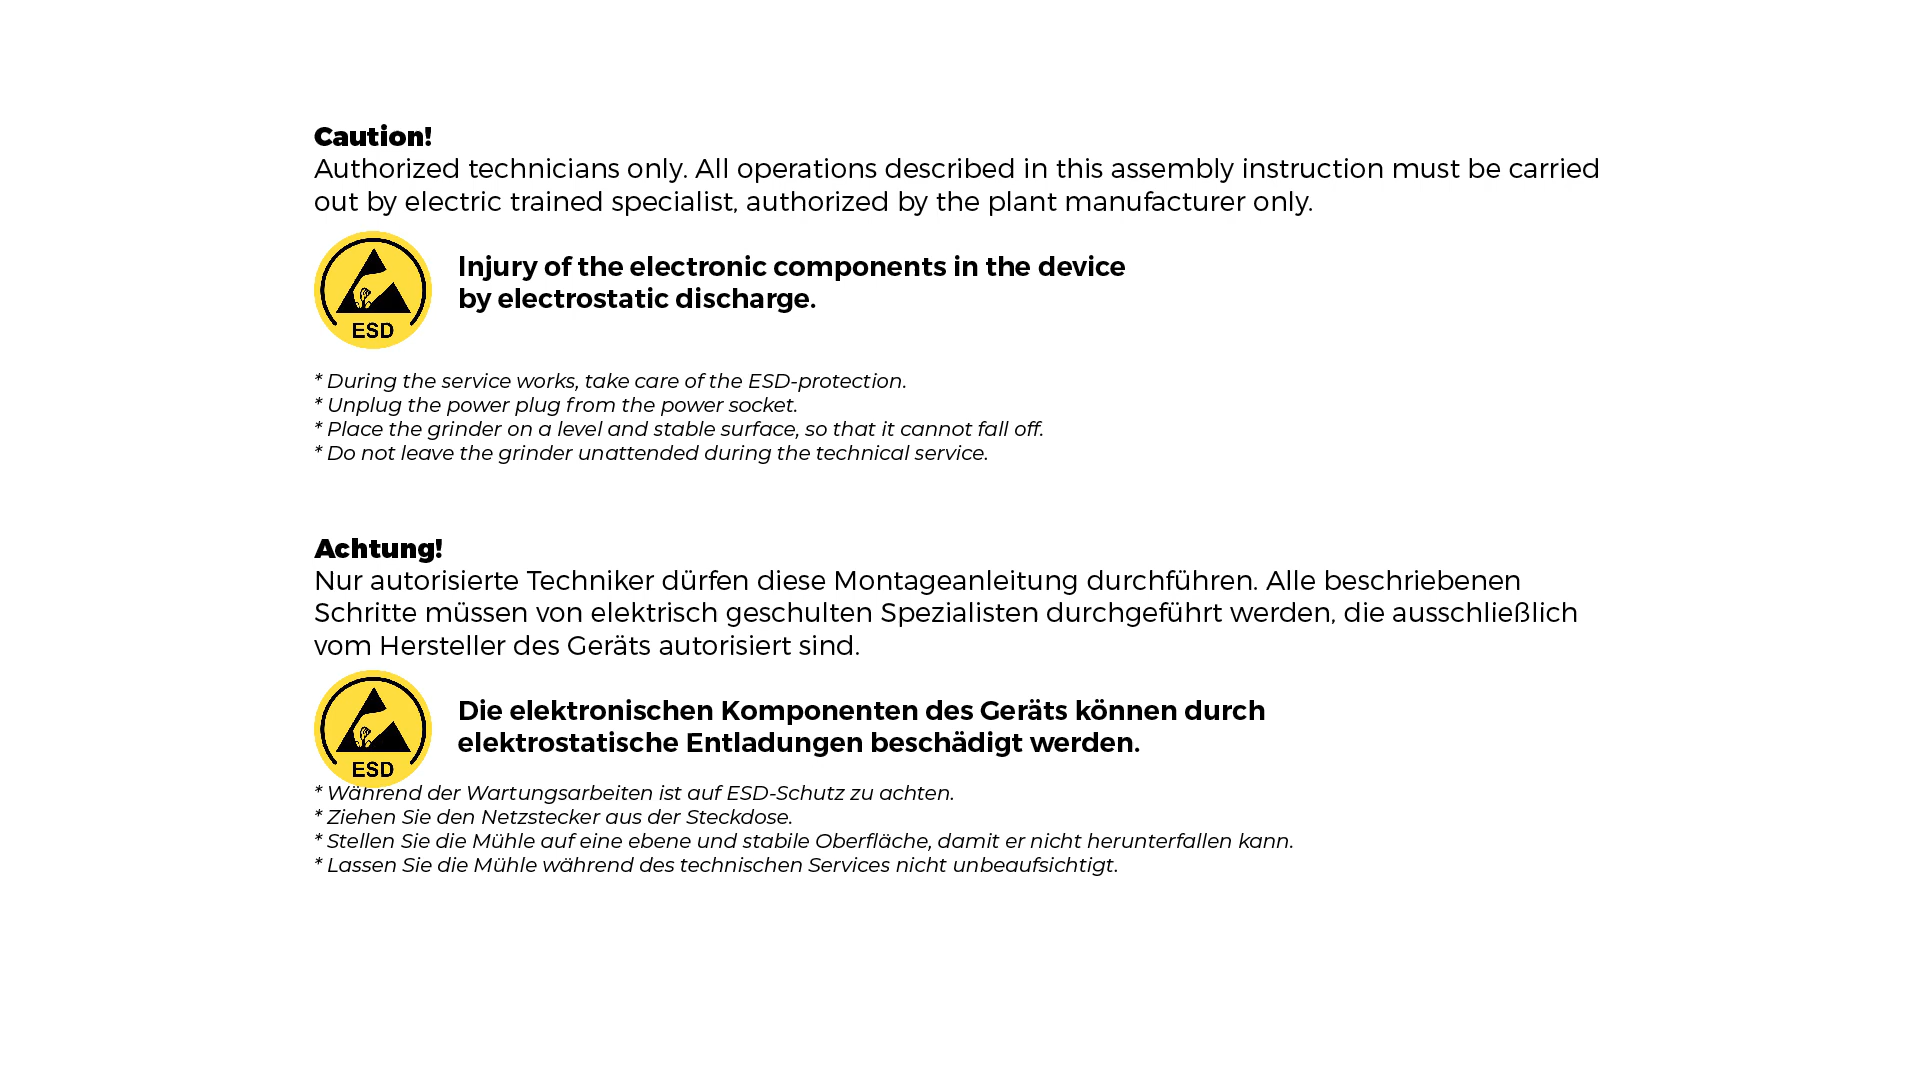 Caution!
Authorized technicians only. All operations described in this assembly instruction must be carried
out by electric trained specialist, authorized by the plant manufacturer only.
Injury of the electronic components in the device
by electrostatic discharge.
ESD
* During the service works, take care of the ESD-protection.
* Unplug the power plug from the power socket.
* Place the grinder on a level and stable surface, so that it cannot fall off.
* Do not leave the grinder unattended during the technical service.
Achtung!
Nur autorisierte Techniker dürfen diese Montageanleitung durchführen. Alle beschriebenen
Schritte müssen von elektrisch geschulten Spezialisten durchgeführt werden, die ausschließlich
vom Hersteller des Geräts autorisiert sind.
Die elektronischen Komponenten des Geräts können durch
elektrostatische Entladungen beschädigt werden.
ESD
* Während der Wartungsarbeiten ist auf ESD-Schutz zu achten.
* Ziehen Sie den Netzstecker aus der Steckdose.
* Stellen Sie die Mühle auf eine ebene und stabile Oberfläche, damit er nicht herunterfallen kann.
* Lassen Sie die Mühle während des technischen Services nicht unbeaufsichtigt.